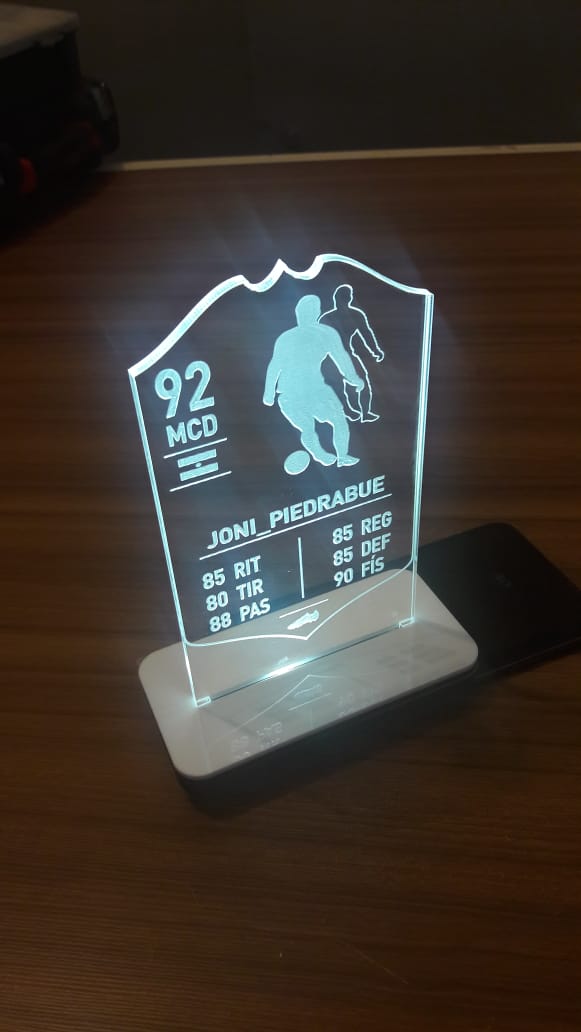 92
MCD
JONI_PIEDRABUE
85 RIT
80 TIR
88 PAS
85 REG
85 DEF
90 FÍS